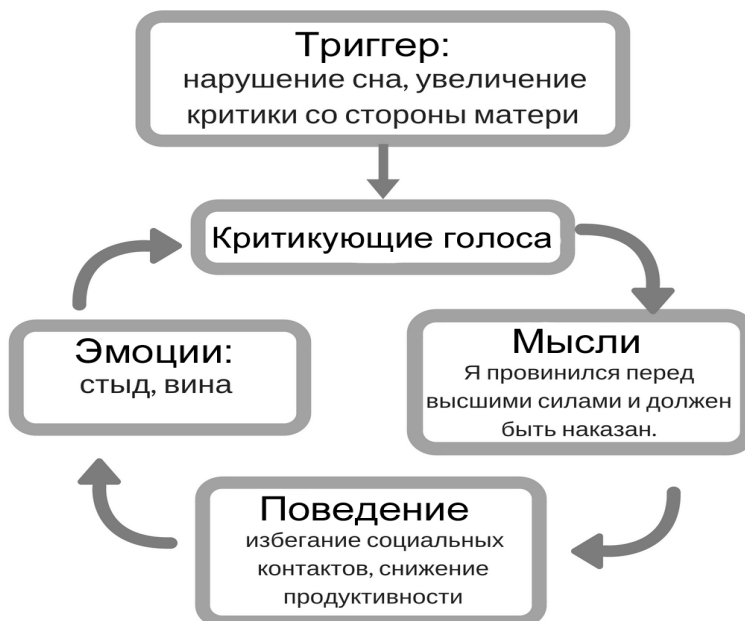 Триггер:
нарушение сна, увеличение
критики со стороны матери
Критикующие голоса
Мысли
Я провинился перед
высшими силами и должен
быть наказан.
Поведение
избегание социальных
контактов, снижение
продуктивности
Эмоции:
стыд, вина